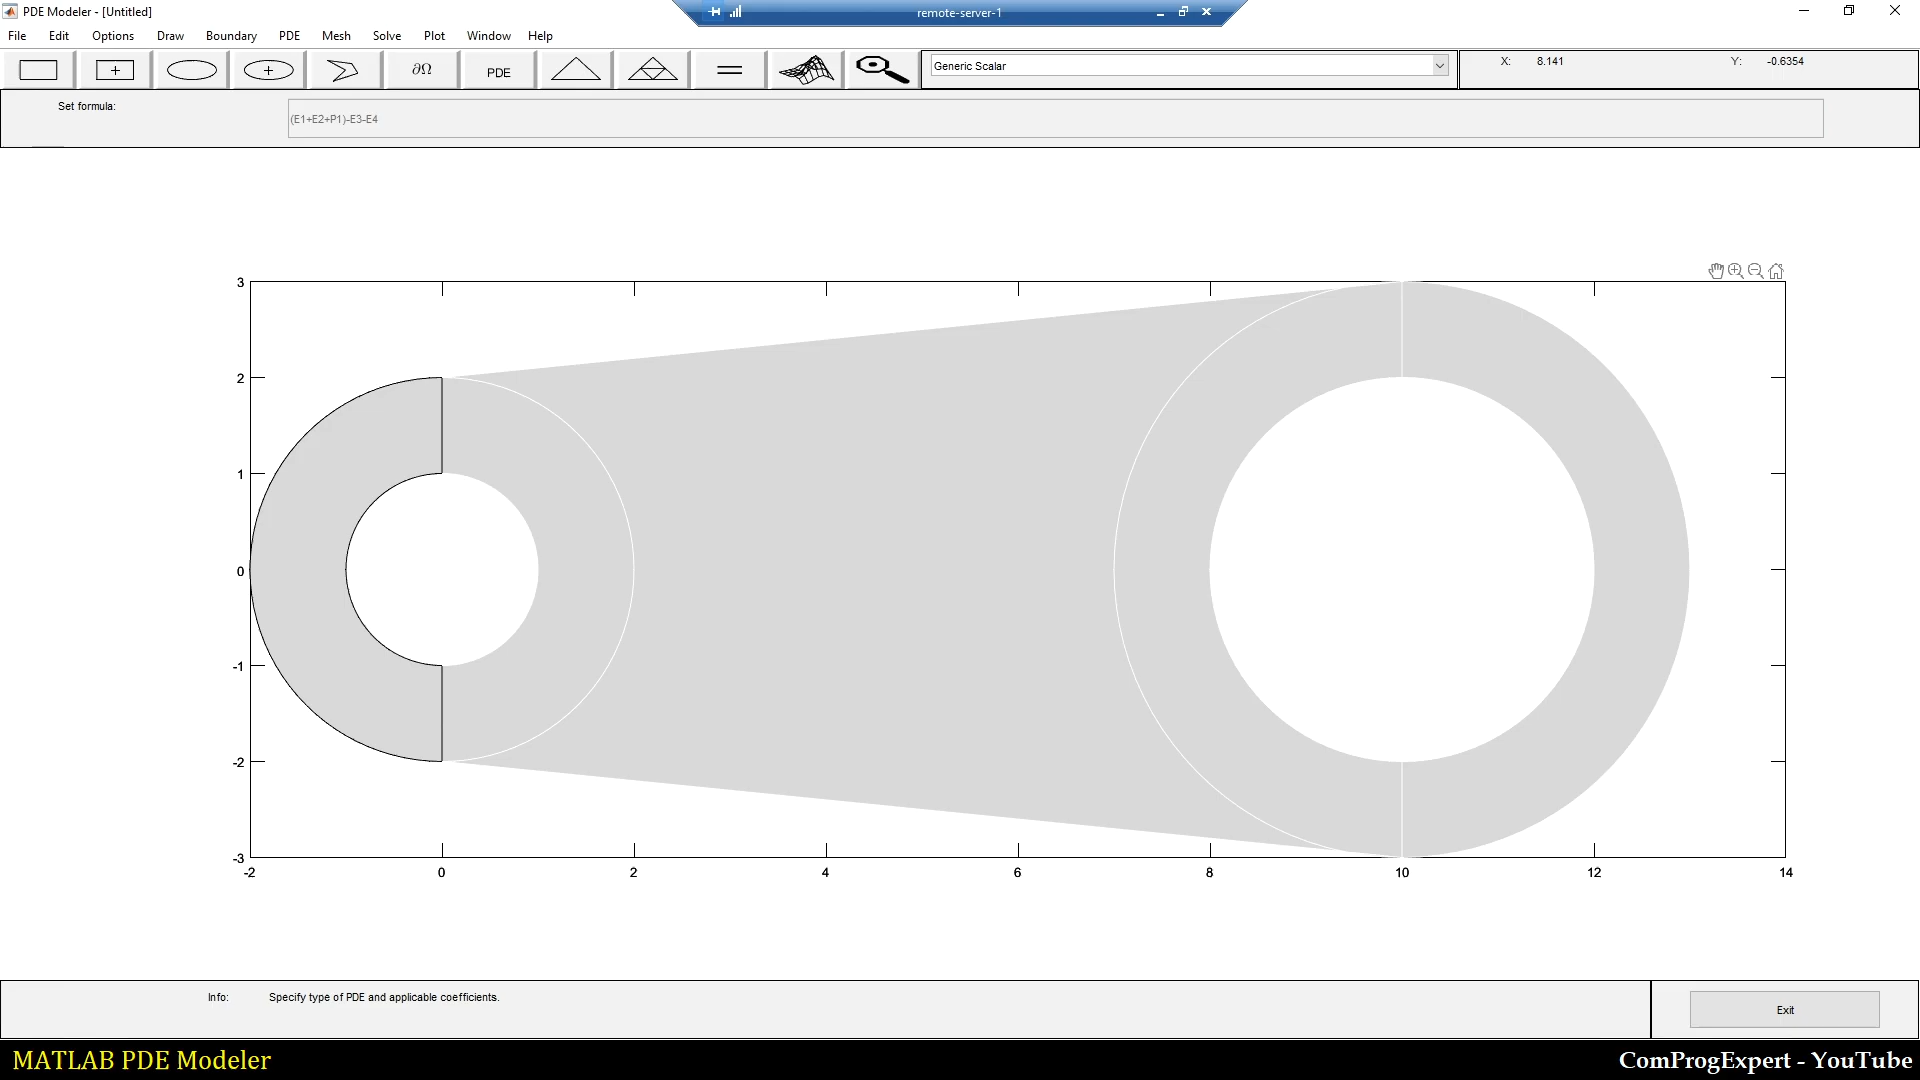 PDE Modeler - [Untitled]
remote-server-1
File Edit Options Draw Boundary PDE Mesh Solve Plot Window Help
∂Ω PDE Generic Scalar X: 8.141 Y: -0.6354
Set formula: (E1+E2+P1)-E3-E4
3
2
1
0
-1
-2
-3
-2 0 2 4 6 8 10 12 14
Info: Specify type of PDE and applicable coefficients. Exit
MATLAB PDE Modeler ComProgExpert - YouTube